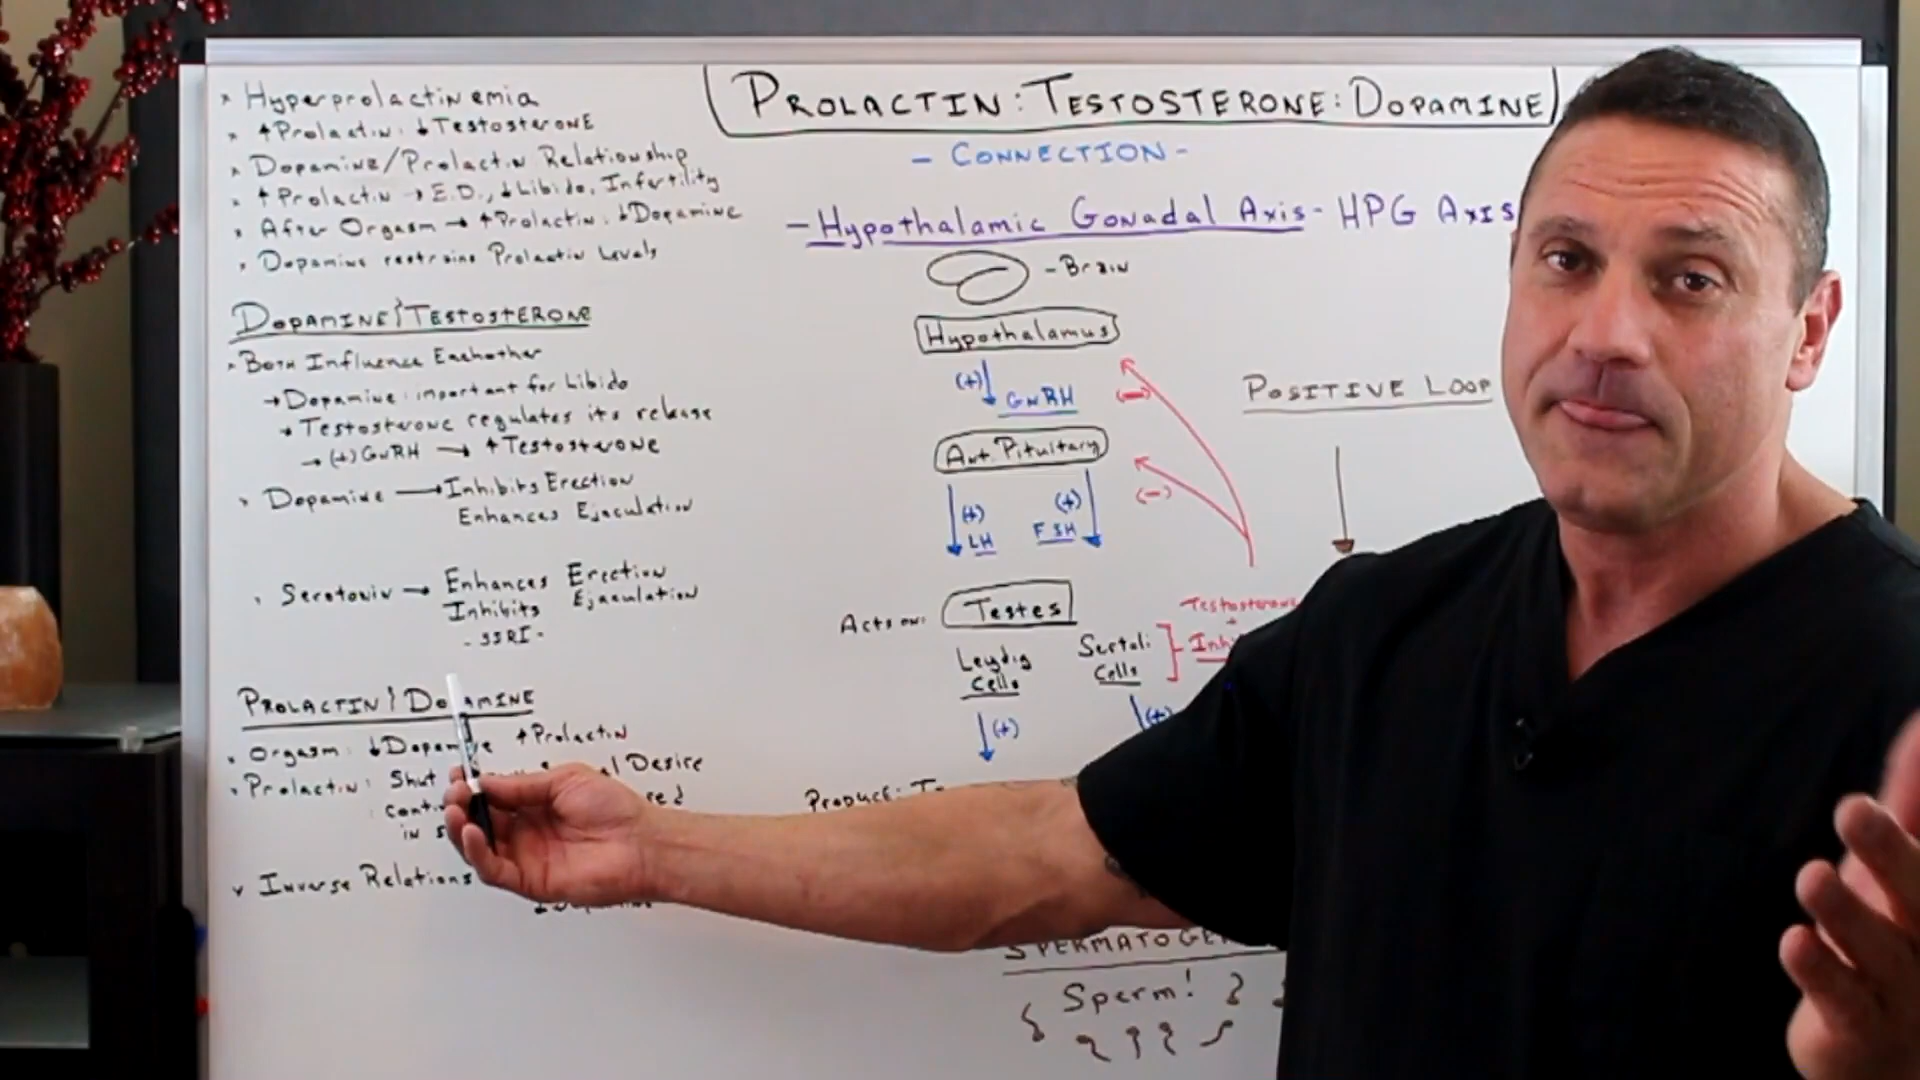 Hyperprolactinemia
↑Prolactin: ↓Testosterone
Dopamine/Prolactin Relationship
↑Prolactin → E.D., ↓Libido, Infertility
After Orgasm → ↑Prolactin: ↓Dopamine
Dopamine restrains Prolactin Levels
DOPAMINE & TESTOSTERONE
Both Influence Eachother
→ Dopamine: important for Libido
→ Testosterone regulates its release
→ (+) GnRH → ↑Testosterone
Dopamine → Inhibits Erection
Enhances Ejaculation
Serotonin → Enhances Erection
Inhibits Ejaculation
- SSRI -
PROLACTIN & DOPAMINE
Orgasm: ↓Dopamine ↑Prolactin
Prolactin: Shut Desire
in
Inverse
PROLACTIN: TESTOSTERONE: DOPAMINE
- CONNECTION -
- Hypothalamic Gonadal Axis - HPG Axis
- Brain
Hypothalamus
(+) GnRH (-)
Ant. Pituitary
(-)
(+) (+)
LH FSH
Acts on: Testes
Leydig Cells
Sertoli Cells
Testosterone
+
(+) (+)
Produce:
Sperm!
POSITIVE LOOP